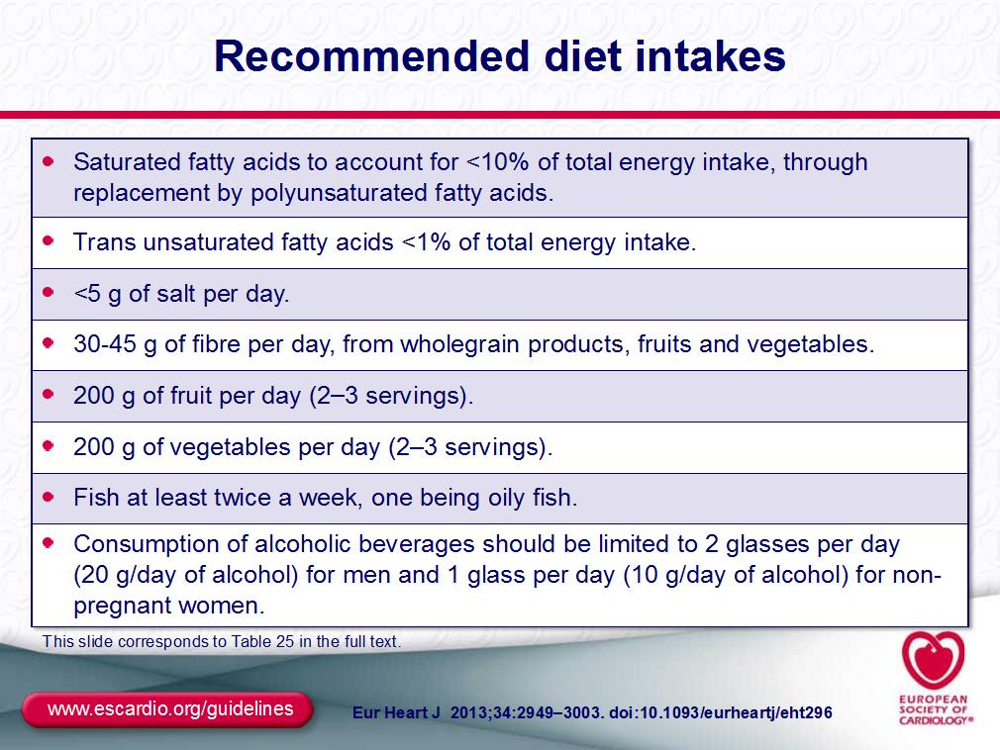 Recommended diet intakes
• Saturated fatty acids to account for <10% of total energy intake, through
replacement by polyunsaturated fatty acids.
• Trans unsaturated fatty acids <1% of total energy intake.
• <5 g of salt per day.
• 30-45 g of fibre per day, from wholegrain products, fruits and vegetables.
• 200 g of fruit per day (2–3 servings).
• 200 g of vegetables per day (2–3 servings).
• Fish at least twice a week, one being oily fish.
• Consumption of alcoholic beverages should be limited to 2 glasses per day
(20 g/day of alcohol) for men and 1 glass per day (10 g/day of alcohol) for non-
pregnant women.
This slide corresponds to Table 25 in the full text.
www.escardio.org/guidelines
Eur Heart J 2013;34:2949–3003. doi:10.1093/eurheartj/eht296
EUROPEAN
SOCIETY OF
CARDIOLOGY®